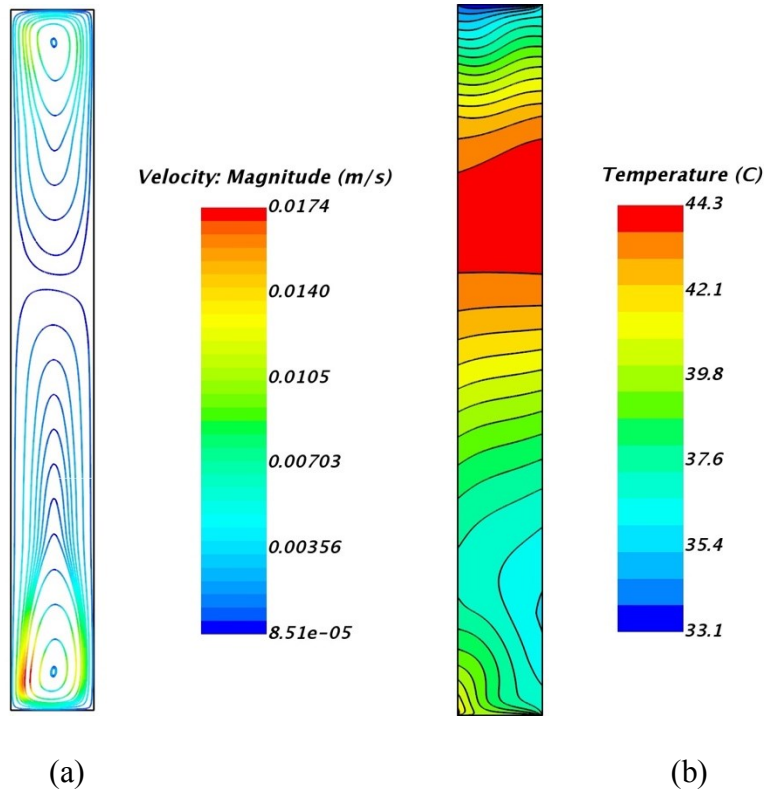 Velocity: Magnitude (m/s)
0.0174
0.0140
0.0105
0.00703
0.00356
8.51e-05
Temperature (C)
44.3
42.1
39.8
37.6
35.4
33.1
(a)
(b)